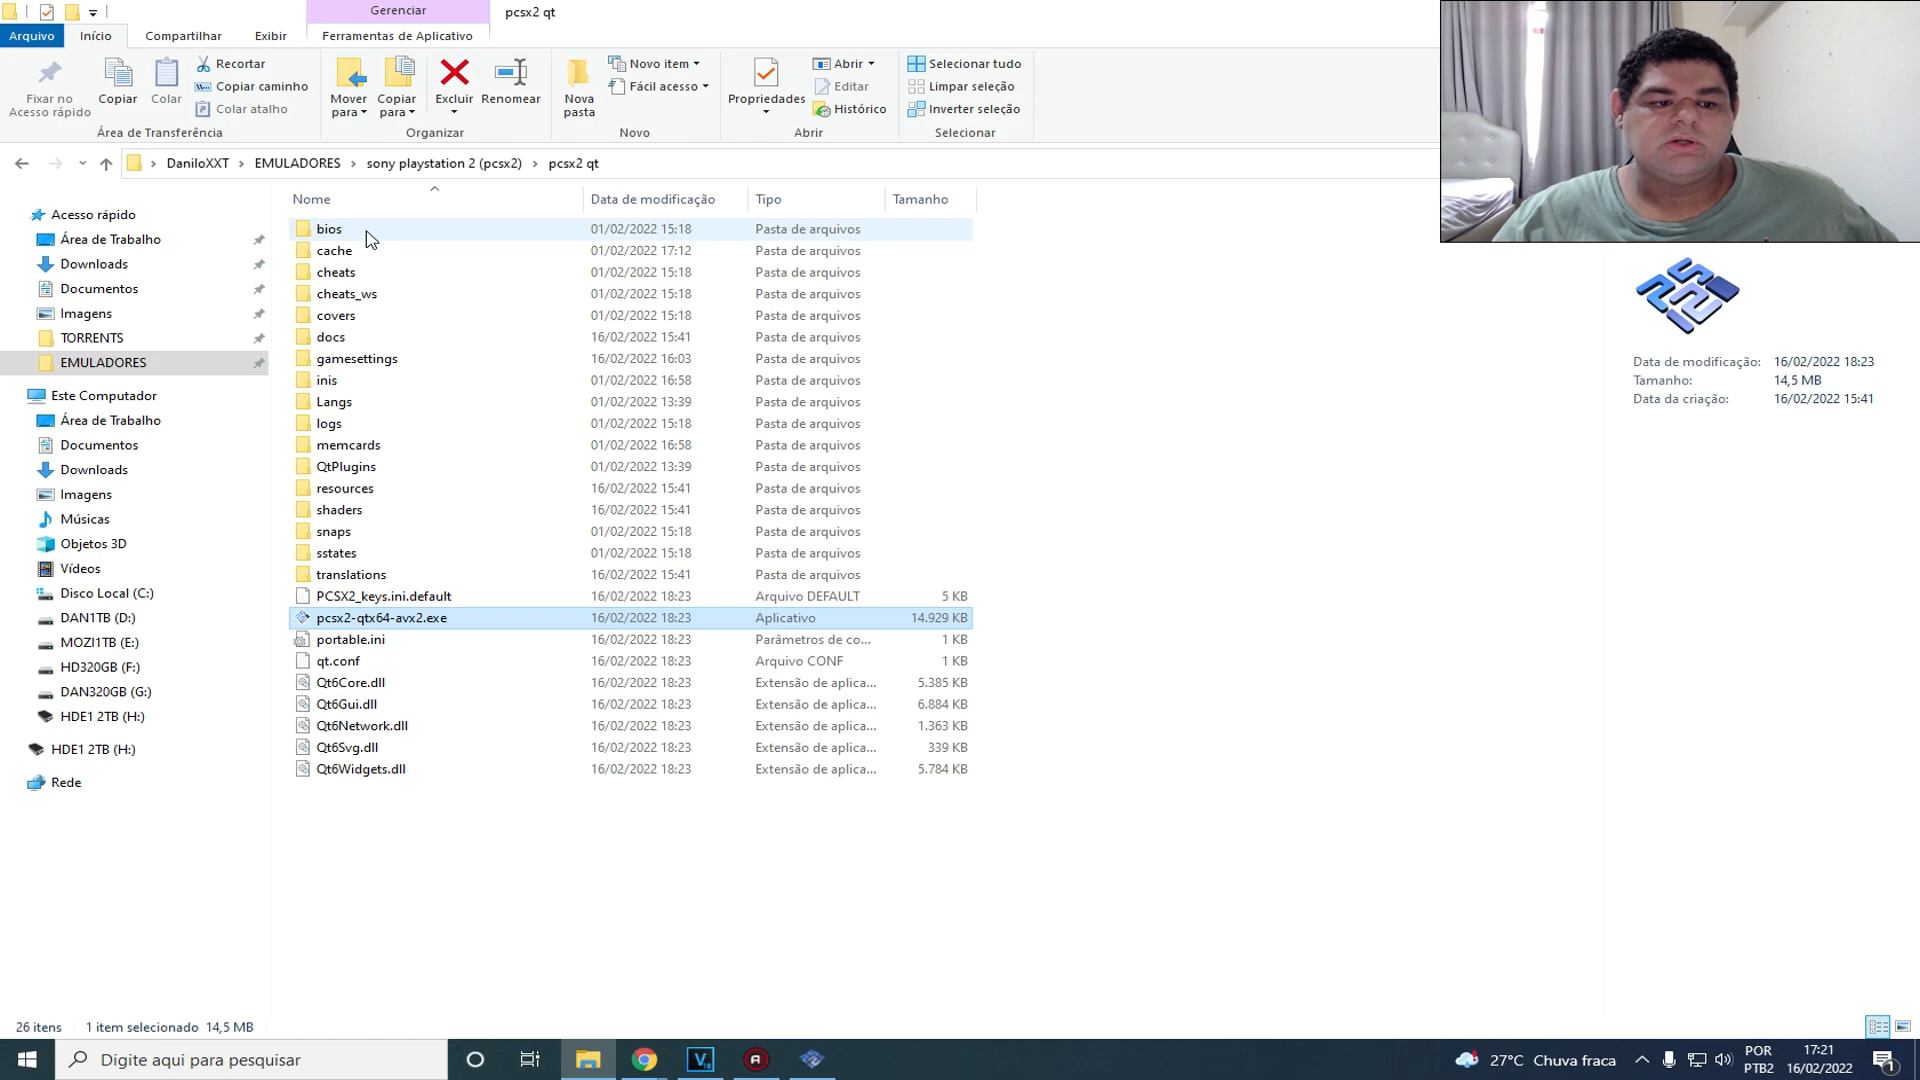 Gerenciar
pcsx2 qt
Arquivo Início Compartilhar Exibir Ferramentas de Aplicativo
Fixar no Acesso rápido
Copiar
Colar
Recortar
Copiar caminho
Colar atalho
Área de Transferência
Mover para
Copiar para
Excluir
Renomear
Organizar
Nova pasta
Novo item
Fácil acesso
Novo
Propriedades
Abrir
Editar
Histórico
Abrir
Selecionar tudo
Limpar seleção
Inverter seleção
Selecionar
DaniloXXT > EMULADORES > sony playstation 2 (pcsx2) > pcsx2 qt
Acesso rápido
Área de Trabalho
Downloads
Documentos
Imagens
TORRENTS
EMULADORES
Este Computador
Área de Trabalho
Documentos
Downloads
Imagens
Músicas
Objetos 3D
Vídeos
Disco Local (C:)
DAN1TB (D:)
MOZI1TB (E:)
HD320GB (F:)
DAN320GB (G:)
HDE1 2TB (H:)
HDE1 2TB (H:)
Rede
Nome Data de modificação Tipo Tamanho
bios 01/02/2022 15:18 Pasta de arquivos
cache 01/02/2022 17:12 Pasta de arquivos
cheats 01/02/2022 15:18 Pasta de arquivos
cheats_ws 01/02/2022 15:18 Pasta de arquivos
covers 01/02/2022 15:18 Pasta de arquivos
docs 16/02/2022 15:41 Pasta de arquivos
gamesettings 16/02/2022 16:03 Pasta de arquivos
inis 01/02/2022 16:58 Pasta de arquivos
Langs 01/02/2022 13:39 Pasta de arquivos
logs 01/02/2022 15:18 Pasta de arquivos
memcards 01/02/2022 16:58 Pasta de arquivos
QtPlugins 01/02/2022 13:39 Pasta de arquivos
resources 16/02/2022 15:41 Pasta de arquivos
shaders 16/02/2022 15:41 Pasta de arquivos
snaps 01/02/2022 15:18 Pasta de arquivos
sstates 01/02/2022 15:18 Pasta de arquivos
translations 16/02/2022 15:41 Pasta de arquivos
PCSX2_keys.ini.default 16/02/2022 18:23 Arquivo DEFAULT 5 KB
pcsx2-qtx64-avx2.exe 16/02/2022 18:23 Aplicativo 14.929 KB
portable.ini 16/02/2022 18:23 Parâmetros de co... 1 KB
qt.conf 16/02/2022 18:23 Arquivo CONF 1 KB
Qt6Core.dll 16/02/2022 18:23 Extensão de aplica... 5.385 KB
Qt6Gui.dll 16/02/2022 18:23 Extensão de aplica... 6.884 KB
Qt6Network.dll 16/02/2022 18:23 Extensão de aplica... 1.363 KB
Qt6Svg.dll 16/02/2022 18:23 Extensão de aplica... 339 KB
Qt6Widgets.dll 16/02/2022 18:23 Extensão de aplica... 5.784 KB
Data de modificação: 16/02/2022 18:23
Tamanho: 14,5 MB
Data da criação: 16/02/2022 15:41
26 itens 1 item selecionado 14,5 MB
Digite aqui para pesquisar
27°C Chuva fraca
POR
PTB2
17:21
16/02/2022
1